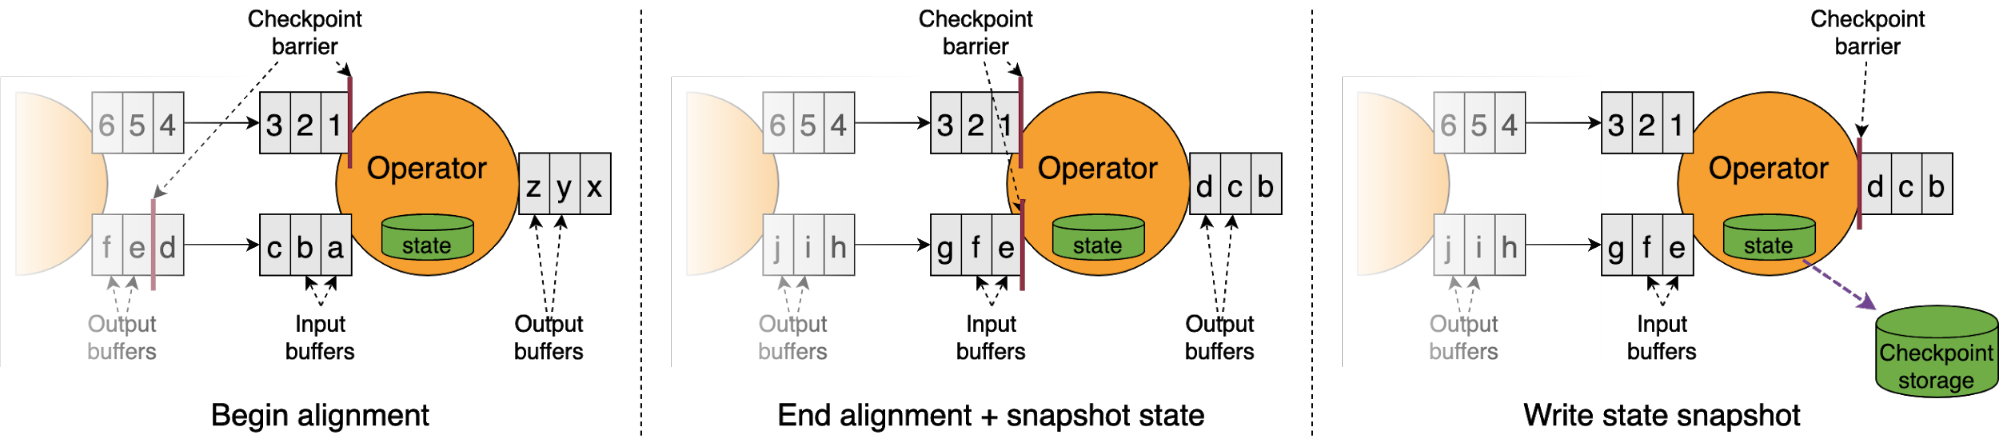 Checkpoint
barrier
6 5 4
3 2 1
Operator
z y x
state
f e d
c b a
Output
buffers
Input
buffers
Output
buffers
Begin alignment
Checkpoint
barrier
6 5 4
3 2 1
Operator
d c b
state
j i h
g f e
Output
buffers
Input
buffers
Output
buffers
End alignment + snapshot state
Checkpoint
barrier
6 5 4
3 2 1
Operator
d c b
state
j i h
g f e
Output
buffers
Input
buffers
Checkpoint
storage
Write state snapshot